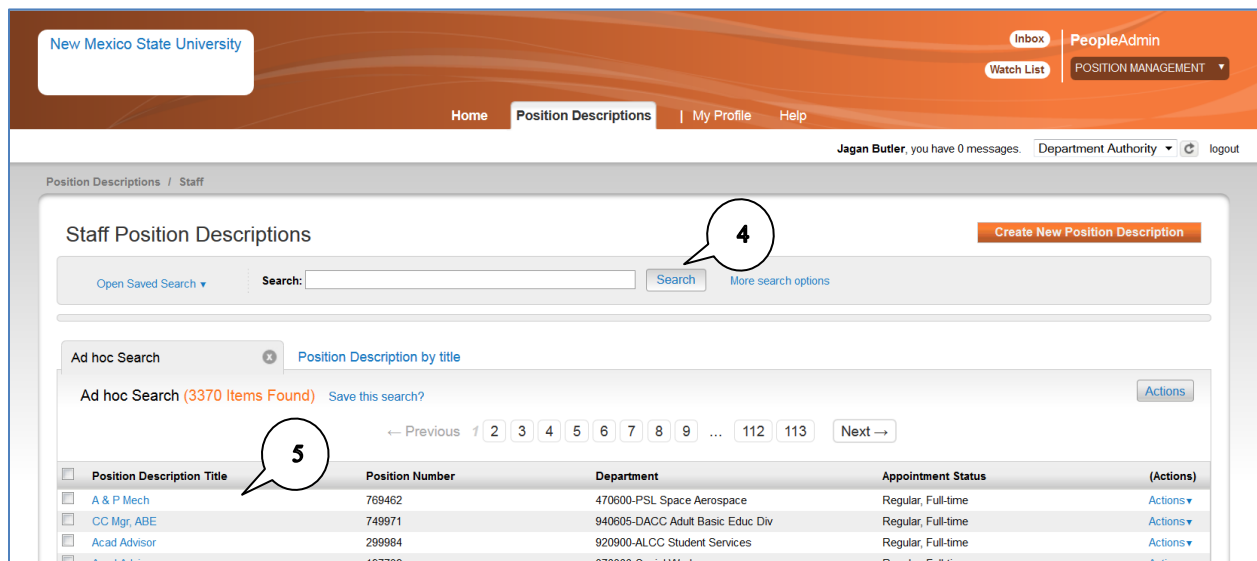 New Mexico State University
Inbox PeopleAdmin
Watch List POSITION MANAGEMENT ▼
Home Position Descriptions | My Profile Help
Jagan Butler, you have 0 messages. Department Authority ▼ logout
Position Descriptions / Staff
Staff Position Descriptions 4 Create New Position Description
Open Saved Search ▼ Search: Search More search options
Ad hoc Search Position Description by title
Ad hoc Search (3370 Items Found) Save this search? Actions
← Previous 1 2 3 4 5 6 7 8 9 ... 112 113 Next →
5
Position Description Title Position Number Department Appointment Status (Actions)
A & P Mech 769462 470600-PSL Space Aerospace Regular, Full-time Actions ▼
CC Mgr, ABE 749971 940605-DACC Adult Basic Educ Div Regular, Full-time Actions ▼
Acad Advisor 299984 920900-ALCC Student Services Regular, Full-time Actions ▼